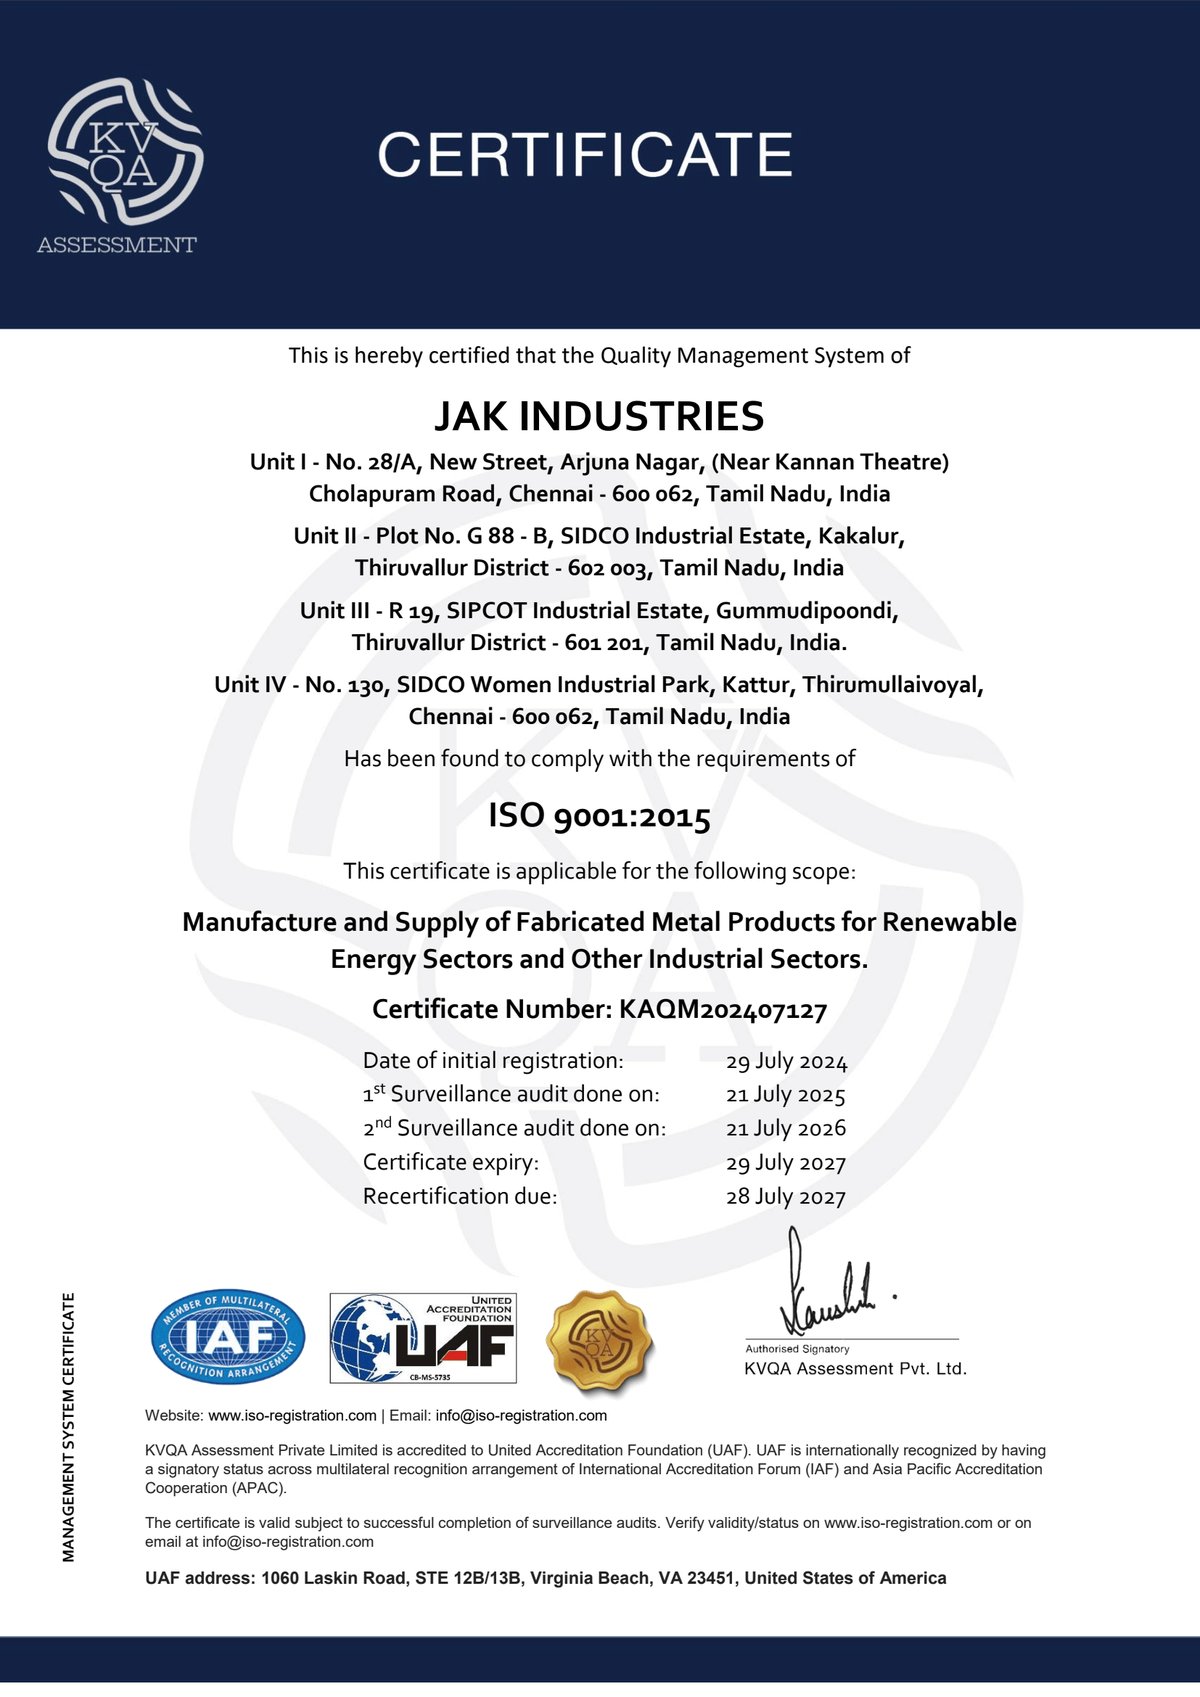 KV
QA
ASSESSMENT
CERTIFICATE
This is hereby certified that the Quality Management System of
JAK INDUSTRIES
Unit I - No. 28/A, New Street, Arjuna Nagar, (Near Kannan Theatre)
Cholapuram Road, Chennai - 600 062, Tamil Nadu, India
Unit II - Plot No. G 88 - B, SIDCO Industrial Estate, Kakalur,
Thiruvallur District - 602 003, Tamil Nadu, India
Unit III - R 19, SIPCOT Industrial Estate, Gummudipoondi,
Thiruvallur District - 601 201, Tamil Nadu, India.
Unit IV - No. 130, SIDCO Women Industrial Park, Kattur, Thirumullaivoyal,
Chennai - 600 062, Tamil Nadu, India
Has been found to comply with the requirements of
ISO 9001:2015
This certificate is applicable for the following scope:
Manufacture and Supply of Fabricated Metal Products for Renewable
Energy Sectors and Other Industrial Sectors.
Certificate Number: KAQM202407127
Date of initial registration: 29 July 2024
1st Surveillance audit done on: 21 July 2025
2nd Surveillance audit done on: 21 July 2026
Certificate expiry: 29 July 2027
Recertification due: 28 July 2027
MANAGEMENT SYSTEM CERTIFICATE
MEMBER OF MULTILATERAL
IAF
RECOGNITION ARRANGEMENT
UNITED
ACCREDITATION
FOUNDATION
UAF
CB-MS-5735
KV
QA
Kaushik
Authorised Signatory
KVQA Assessment Pvt. Ltd.
Website: www.iso-registration.com | Email: info@iso-registration.com
KVQA Assessment Private Limited is accredited to United Accreditation Foundation (UAF). UAF is internationally recognized by having
a signatory status across multilateral recognition arrangement of International Accreditation Forum (IAF) and Asia Pacific Accreditation
Cooperation (APAC).
The certificate is valid subject to successful completion of surveillance audits. Verify validity/status on www.iso-registration.com or on
email at info@iso-registration.com
UAF address: 1060 Laskin Road, STE 12B/13B, Virginia Beach, VA 23451, United States of America